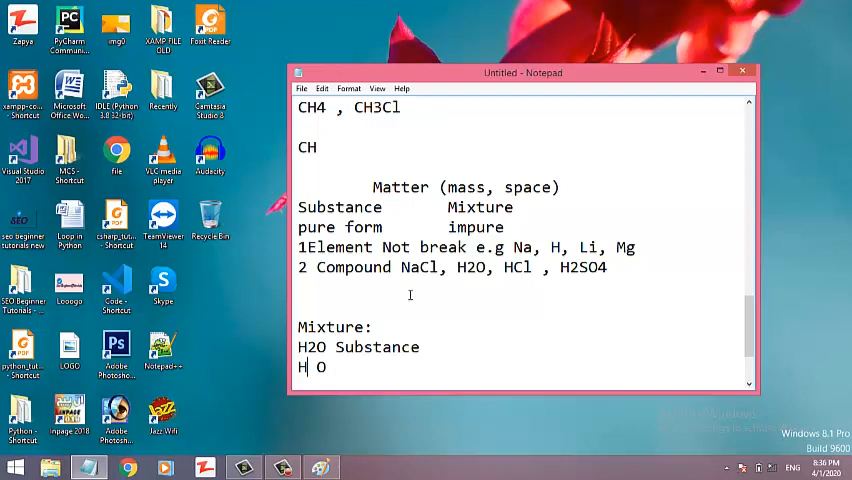 Zapya
PyCharm Communi...
img0
XAMP FILE OLD
Foxit Reader
xampp-co... - Shortcut
Microsoft Office Wo...
IDLE (Python 3.8 32-bit)
Recently
Camtasia Studio 8
Visual Studio 2017
MCS - Shortcut
file
VLC media player
Audacity
SEO
seo beginner tutorials new
Loop in Python
csharp_tut...
TeamViewer 14
Recycle Bin
SEO Beginner Tutorials - ...
Looogo
Code - Shortcut
Skype
python_tut...
LOGO
Adobe Photosho...
Notepad++
Python - Shortcut
Inpage 2018
Adobe Photosh...
Jazz Wifi
Untitled - Notepad
File Edit Format View Help
CH4 , CH3Cl
CH
Matter (mass, space)
Substance Mixture
pure form impure
1Element Not break e.g Na, H, Li, Mg
2 Compound NaCl, H2O, HCl , H2SO4
Mixture:
H2O Substance
H O
Windows 8.1 Pro
Build 9600
ENG
8:36 PM
4/1/2020